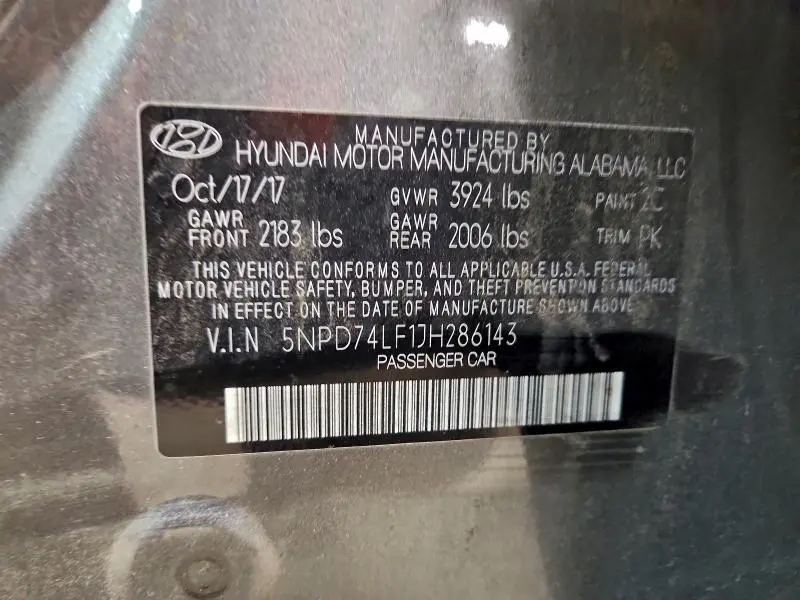 MANUFACTURED BY
HYUNDAI MOTOR MANUFACTURING ALABAMA, LLC
Oct/17/17 GVWR 3924 lbs PAINT 2C
GAWR FRONT 2183 lbs GAWR REAR 2006 lbs TRIM PK
THIS VEHICLE CONFORMS TO ALL APPLICABLE U.S.A. FEDERAL
MOTOR VEHICLE SAFETY, BUMPER, AND THEFT PREVENTION STANDARDS
IN EFFECT ON THE DATE OF MANUFACTURE SHOWN ABOVE
V.I.N 5NPD74LF1JH286143
PASSENGER CAR